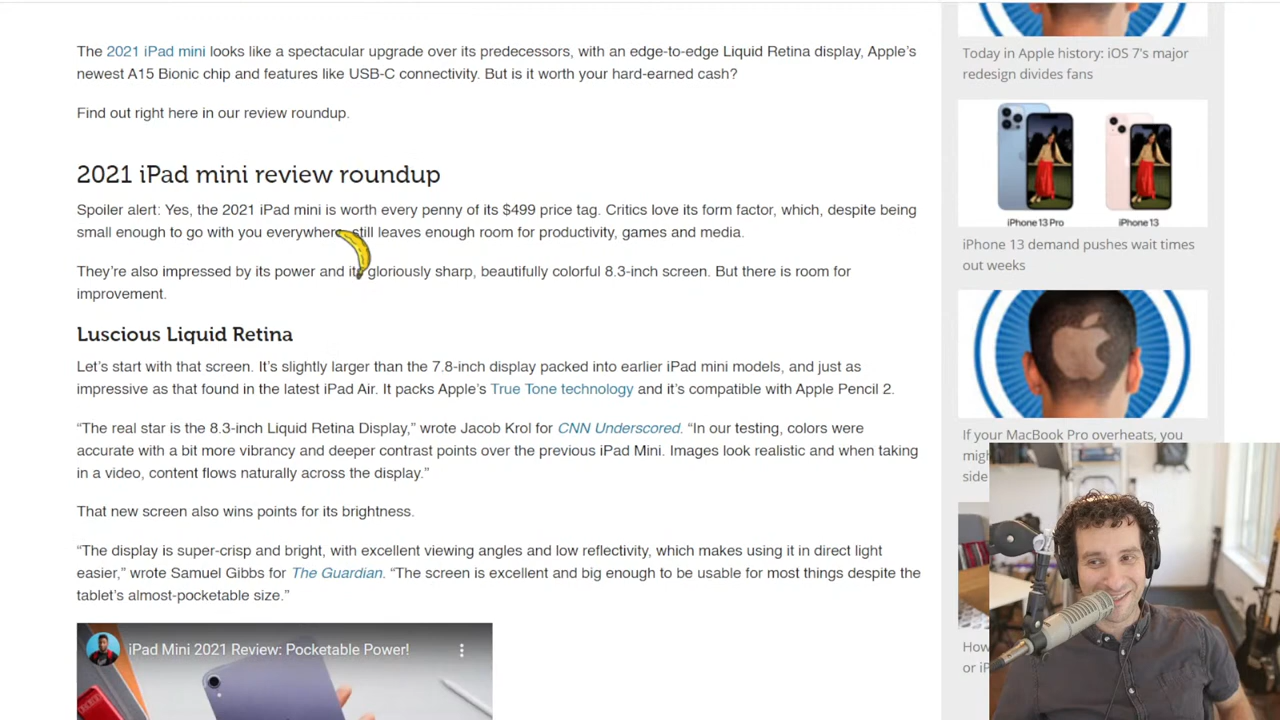 The 2021 iPad mini looks like a spectacular upgrade over its predecessors, with an edge-to-edge Liquid Retina display, Apple's
newest A15 Bionic chip and features like USB-C connectivity. But is it worth your hard-earned cash?
Find out right here in our review roundup.
2021 iPad mini review roundup
Spoiler alert: Yes, the 2021 iPad mini is worth every penny of its $499 price tag. Critics love its form factor, which, despite being
small enough to go with you everywhere, still leaves enough room for productivity, games and media.
They're also impressed by its power and its gloriously sharp, beautifully colorful 8.3-inch screen. But there is room for
improvement.
Luscious Liquid Retina
Let's start with that screen. It's slightly larger than the 7.8-inch display packed into earlier iPad mini models, and just as
impressive as that found in the latest iPad Air. It packs Apple's True Tone technology and it's compatible with Apple Pencil 2.
“The real star is the 8.3-inch Liquid Retina Display,” wrote Jacob Krol for CNN Underscored. “In our testing, colors were
accurate with a bit more vibrancy and deeper contrast points over the previous iPad Mini. Images look realistic and when taking
in a video, content flows naturally across the display.”
That new screen also wins points for its brightness.
“The display is super-crisp and bright, with excellent viewing angles and low reflectivity, which makes using it in direct light
easier,” wrote Samuel Gibbs for The Guardian. “The screen is excellent and big enough to be usable for most things despite the
tablet's almost-pocketable size.”
iPad Mini 2021 Review: Pocketable Power!
Today in Apple history: iOS 7's major
redesign divides fans
iPhone 13 Pro
iPhone 13
iPhone 13 demand pushes wait times
out weeks
If your MacBook Pro overheats, you
side
How